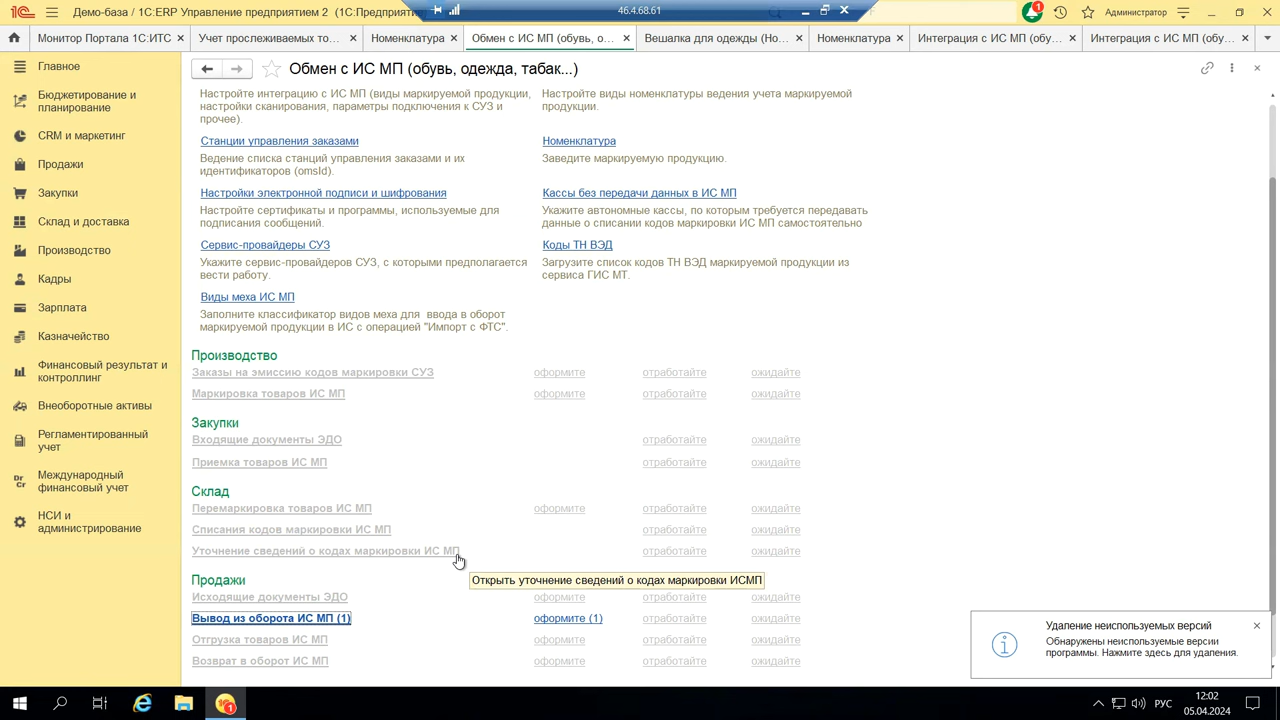 Демо-база / 1С:ERP Управление предприятием 2 (1С:Предприяти
46.4.68.61
1
Администратор
Монитор Портала 1С:ИТС ×
Учет прослеживаемых то... ×
Номенклатура ×
Обмен с ИС МП (обувь, о... ×
Вешалка для одежды (Но... ×
Номенклатура ×
Интеграция с ИС МП (обу... ×
Интеграция с ИС МП (обу... ×
Главное
Бюджетирование и
планирование
CRM и маркетинг
Продажи
Закупки
Склад и доставка
Производство
Кадры
Зарплата
Казначейство
Финансовый результат и
контроллинг
Внеоборотные активы
Регламентированный
учет
Dr
Cr
Международный
финансовый учет
НСИ и
администрирование
Обмен с ИС МП (обувь, одежда, табак...)
Настройте интеграцию с ИС МП (виды маркируемой продукции,
настройки сканирования, параметры подключения к СУЗ и
прочее).
Настройте виды номенклатуры ведения учета маркируемой
продукции.
Станции управления заказами
Ведение списка станций управления заказами и их
идентификаторов (omsId).
Номенклатура
Заведите маркируемую продукцию.
Настройки электронной подписи и шифрования
Настройте сертификаты и программы, используемые для
подписания сообщений.
Кассы без передачи данных в ИС МП
Укажите автономные кассы, по которым требуется передавать
данные о списании кодов маркировки ИС МП самостоятельно
Сервис-провайдеры СУЗ
Укажите сервис-провайдеров СУЗ, с которыми предполагается
вести работу.
Коды ТН ВЭД
Загрузите список кодов ТН ВЭД маркируемой продукции из
сервиса ГИС МТ.
Виды меха ИС МП
Заполните классификатор видов меха для ввода в оборот
маркируемой продукции в ИС с операцией "Импорт с ФТС".
Производство
Заказы на эмиссию кодов маркировки СУЗ оформите отработайте ожидайте
Маркировка товаров ИС МП оформите отработайте ожидайте
Закупки
Входящие документы ЭДО отработайте ожидайте
Приемка товаров ИС МП отработайте ожидайте
Склад
Перемаркировка товаров ИС МП оформите отработайте ожидайте
Списания кодов маркировки ИС МП отработайте ожидайте
Уточнение сведений о кодах маркировки ИС МП отработайте ожидайте
Открыть уточнение сведений о кодах маркировки ИСМП
Продажи
Исходящие документы ЭДО оформите отработайте ожидайте
Вывод из оборота ИС МП (1) оформите (1) отработайте ожидайте
Отгрузка товаров ИС МП оформите отработайте ожидайте
Возврат в оборот ИС МП оформите отработайте ожидайте
Удаление неиспользуемых версий
Обнаружены неиспользуемые версии
программы. Нажмите здесь для удаления.
1
РУС
12:02
05.04.2024